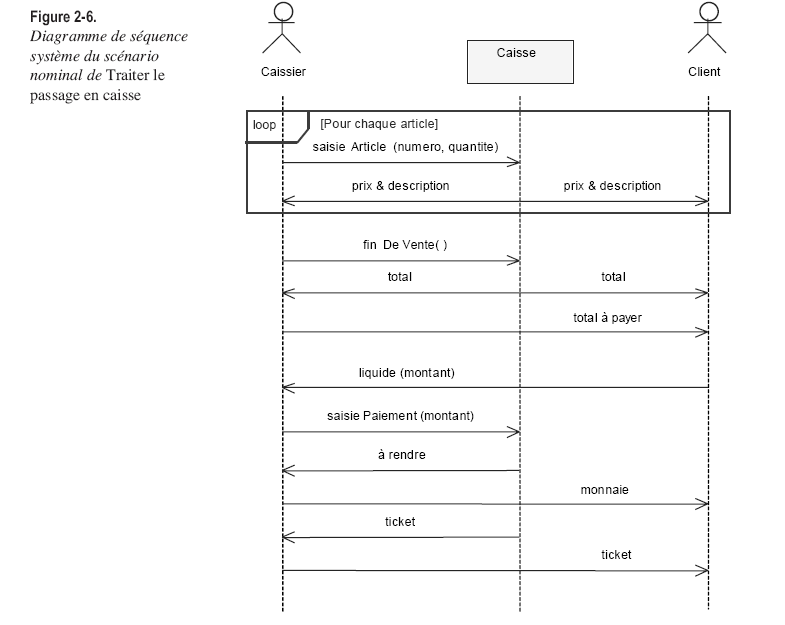 Figure 2-6.
Diagramme de séquence
système du scénario
nominal de Traiter le
passage en caisse
Caissier
Caisse
Client
loop
[Pour chaque article]
saisie Article (numero, quantite)
prix & description
prix & description
fin De Vente( )
total
total
total à payer
liquide (montant)
saisie Paiement (montant)
à rendre
monnaie
ticket
ticket